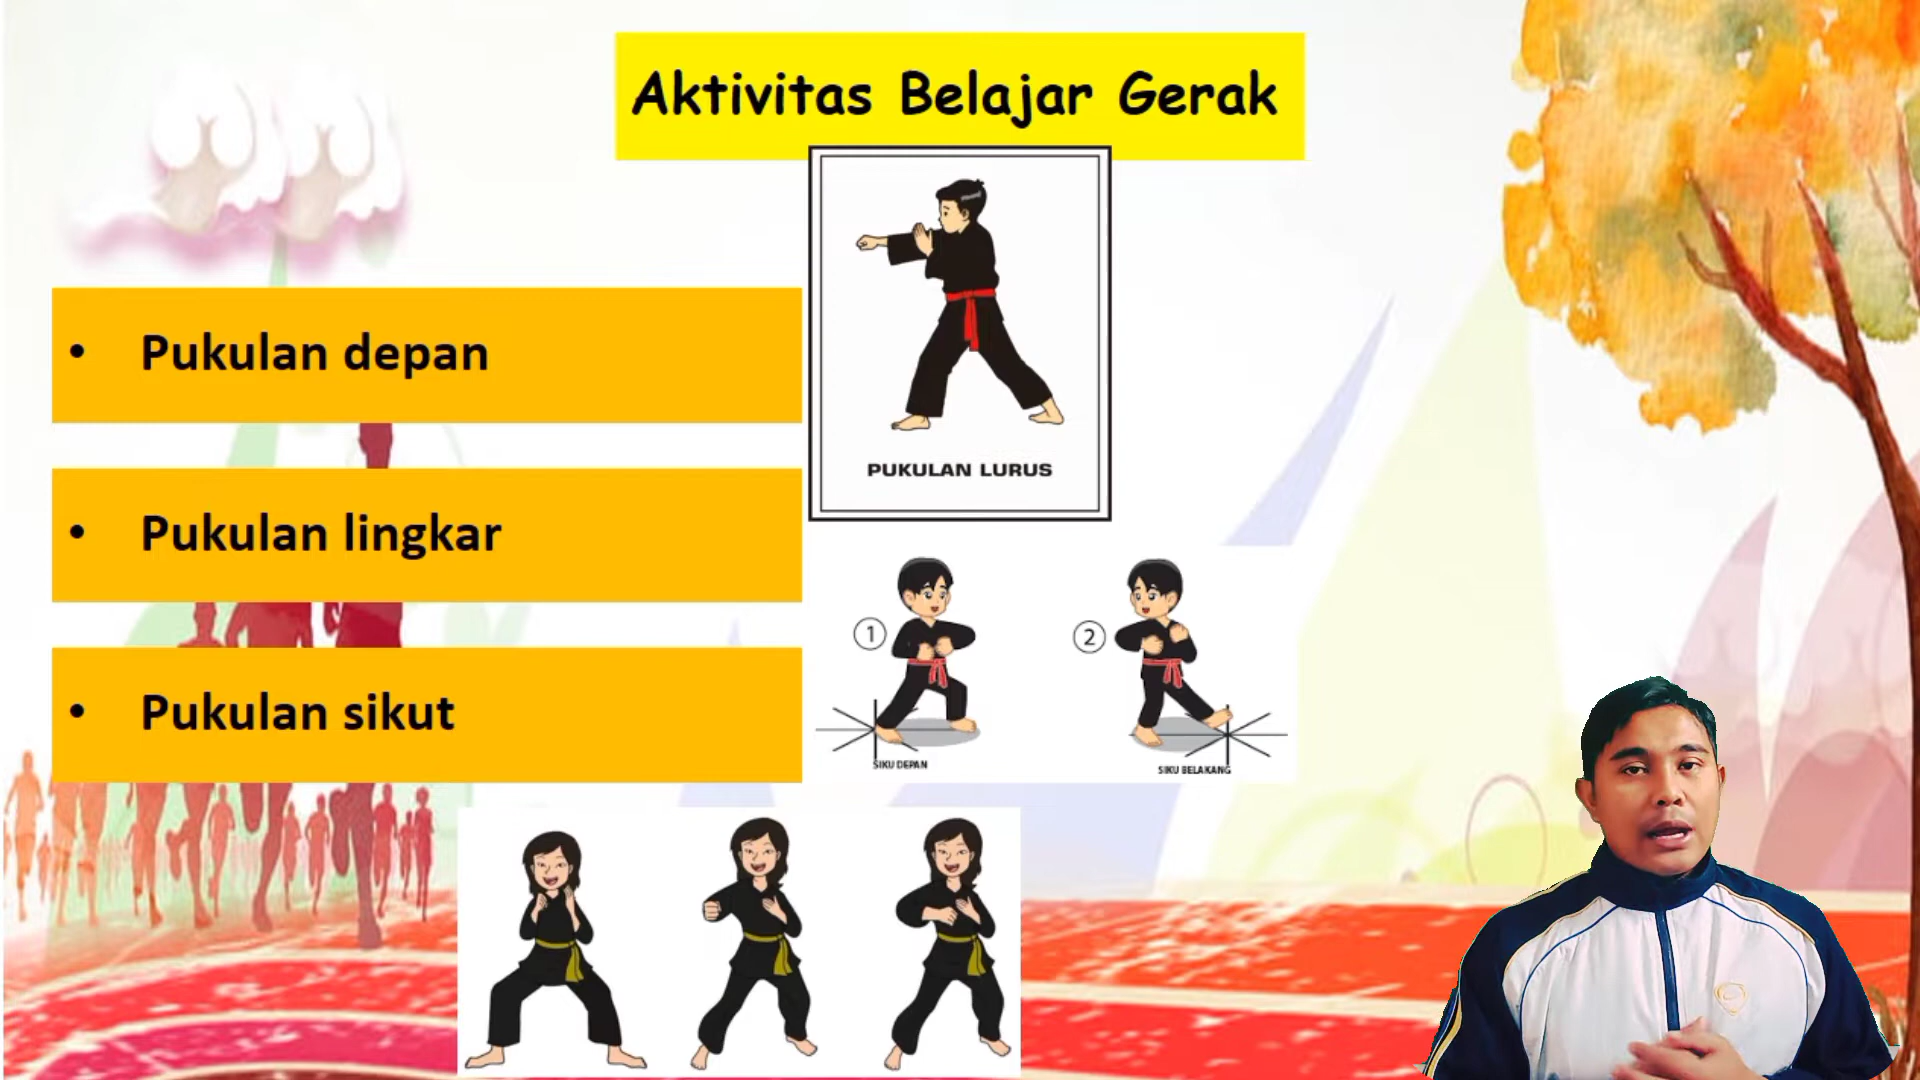 Aktivitas Belajar Gerak
• Pukulan depan
• Pukulan lingkar
• Pukulan sikut
PUKULAN LURUS
1
2
SIKU DEPAN
SIKU BELAKANG